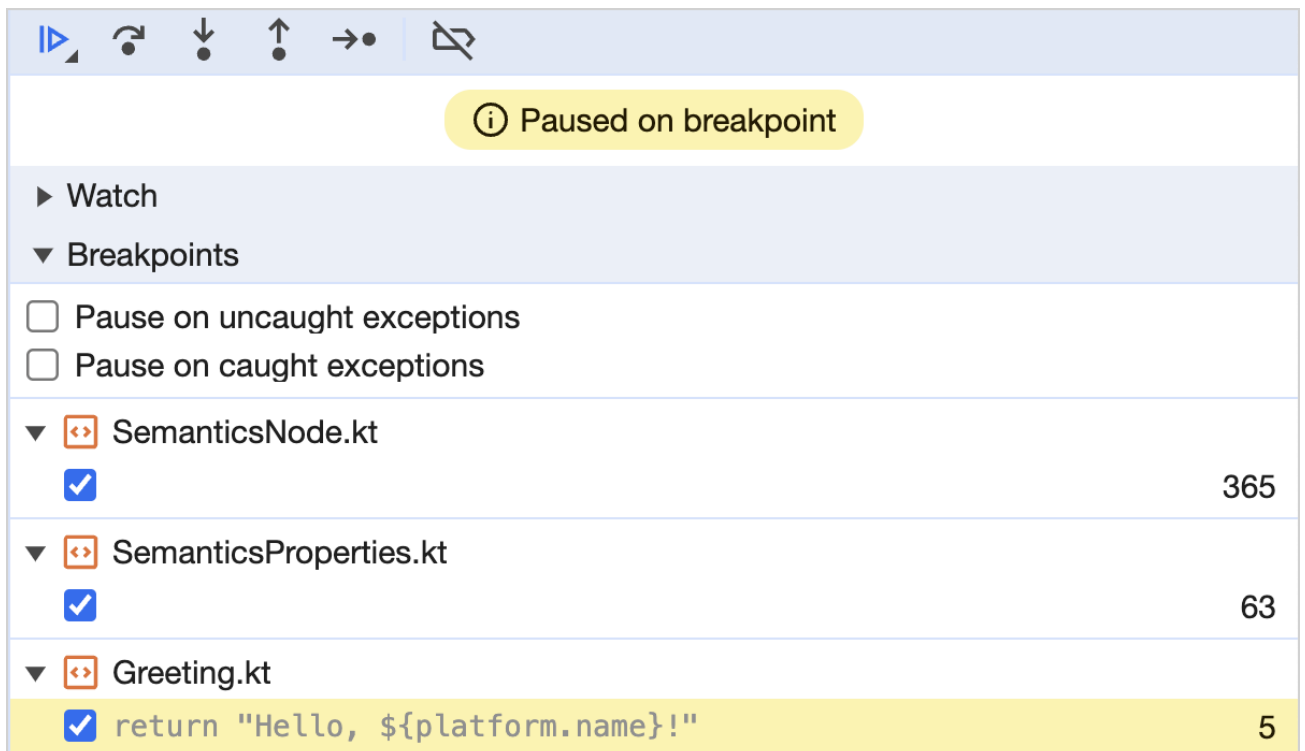 Paused on breakpoint
Watch
Breakpoints
Pause on uncaught exceptions
Pause on caught exceptions
SemanticsNode.kt
365
SemanticsProperties.kt
63
Greeting.kt
return "Hello, ${platform.name}!" 5